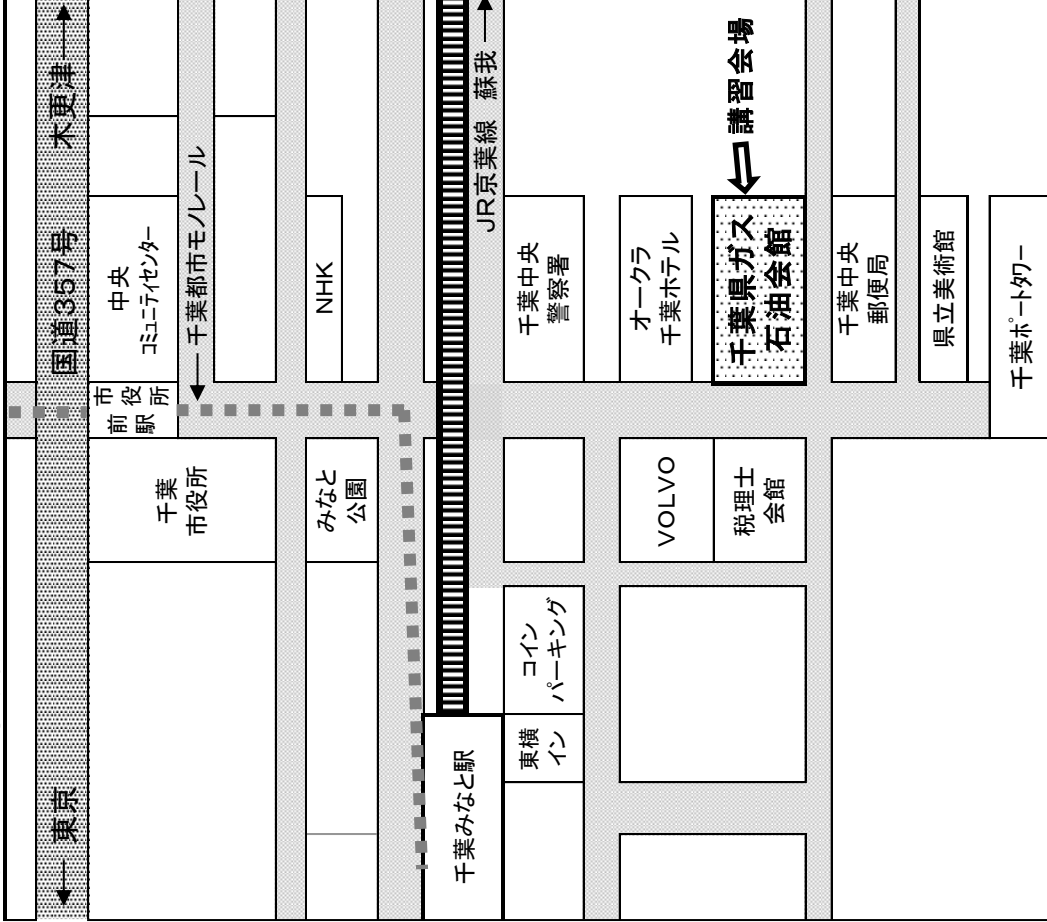 ← 東京
国道357号
木更津 →
千葉
市役所
市役所
前駅
中央
コミュニティセンター
← 千葉都市モノレール
みなと
公園
NHK
千葉みなと駅
JR京葉線 蘇我 →
東横
イン
コイン
パーキング
千葉中央
警察署
VOLVO
オークラ
千葉ホテル
税理士
会館
千葉県ガス
石油会館
⇐ 講習会場
千葉中央
郵便局
県立美術館
千葉ポートタワー